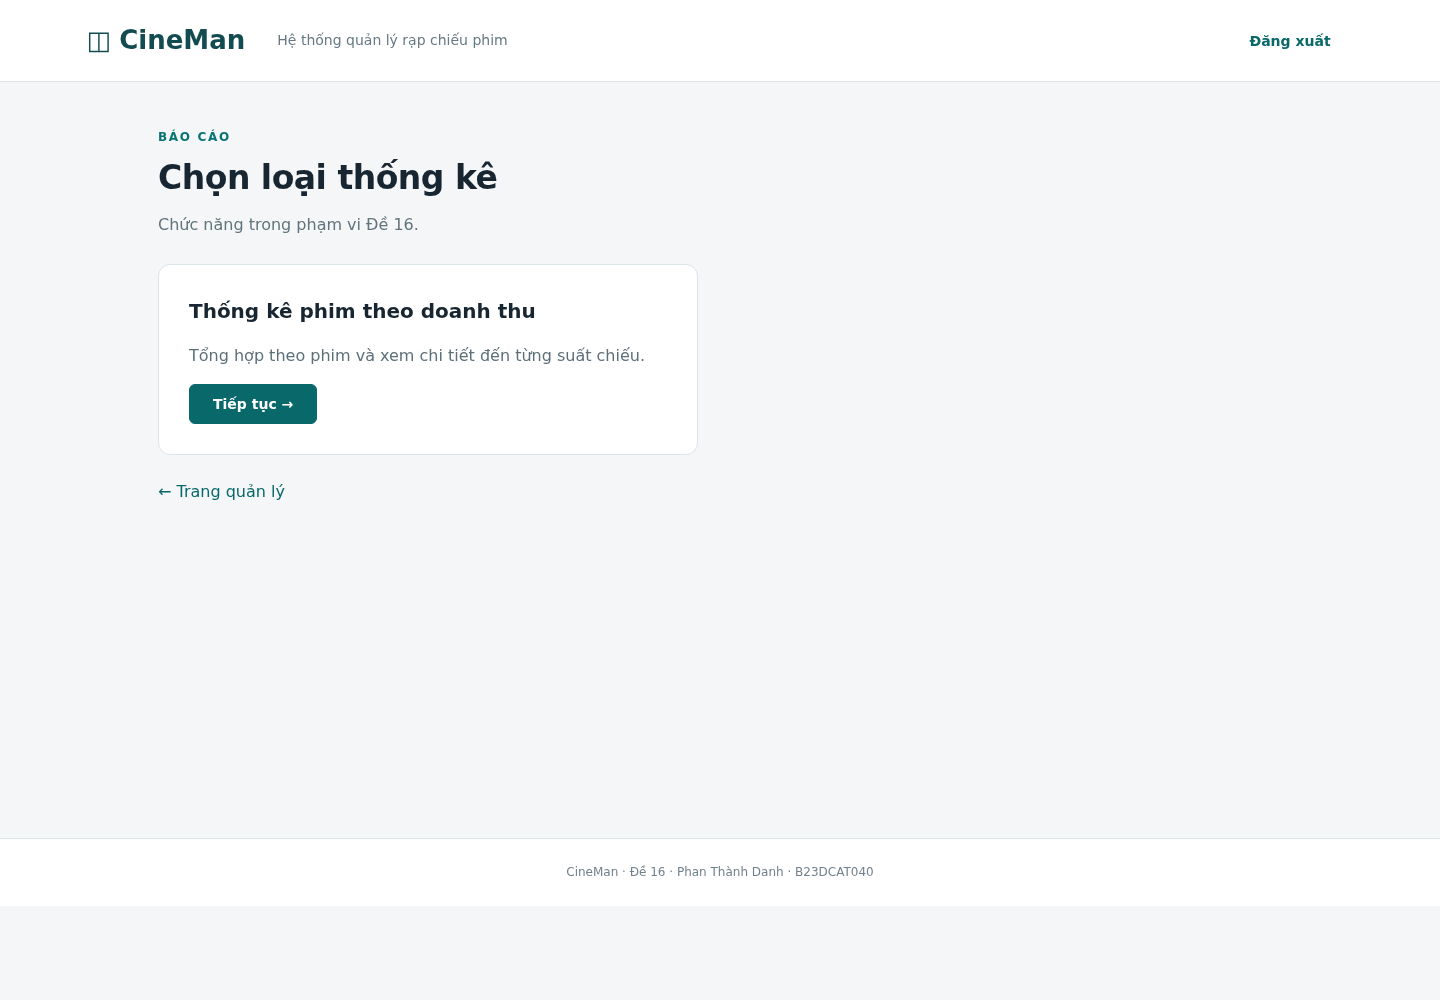 CineMan
Hệ thống quản lý rạp chiếu phim
Đăng xuất
BÁO CÁO
Chọn loại thống kê
Chức năng trong phạm vi Đề 16.
Thống kê phim theo doanh thu
Tổng hợp theo phim và xem chi tiết đến từng suất chiếu.
Tiếp tục →
← Trang quản lý
CineMan · Đề 16 · Phan Thành Danh · B23DCAT040